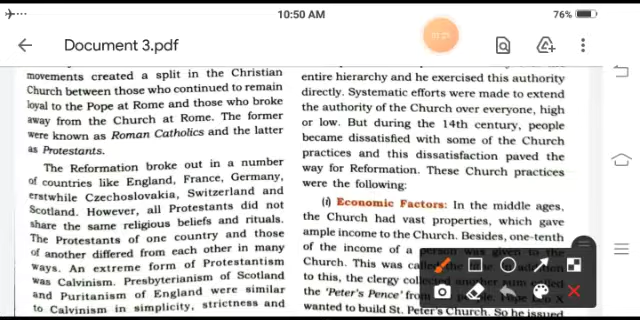 10:50 AM
76%
Document 3.pdf
movements created a split in the Christian
Church between those who continued to remain
loyal to the Pope at Rome and those who broke
away from the Church at Rome. The former
were known as Roman Catholics and the latter
as Protestants.
The Reformation broke out in a number
of countries like England, France, Germany,
erstwhile Czechoslovakia, Switzerland and
Scotland. However, all Protestants did not
share the same religious beliefs and rituals.
The Protestants of one country and those
of another differed from each other in many
ways. An extreme form of Protestantism
was Calvinism. Presbyterianism of Scotland
and Puritanism of England were similar
to Calvinism in simplicity, strictness and
entire hierarchy and he exercised this authority
directly. Systematic efforts were made to extend
the authority of the Church over everyone, high
or low. But during the 14th century, people
became dissatisfied with some of the Church
practices and this dissatisfaction paved the
way for Reformation. These Church practices
were the following:
(i) Economic Factors: In the middle ages,
the Church had vast properties, which gave
ample income to the Church. Besides, one-tenth
of the income of a person was given to the
Church. This was called the
to this, the clergy collected
the 'Peter's Pence' from
wanted to build St. Peter's Church. So he issued